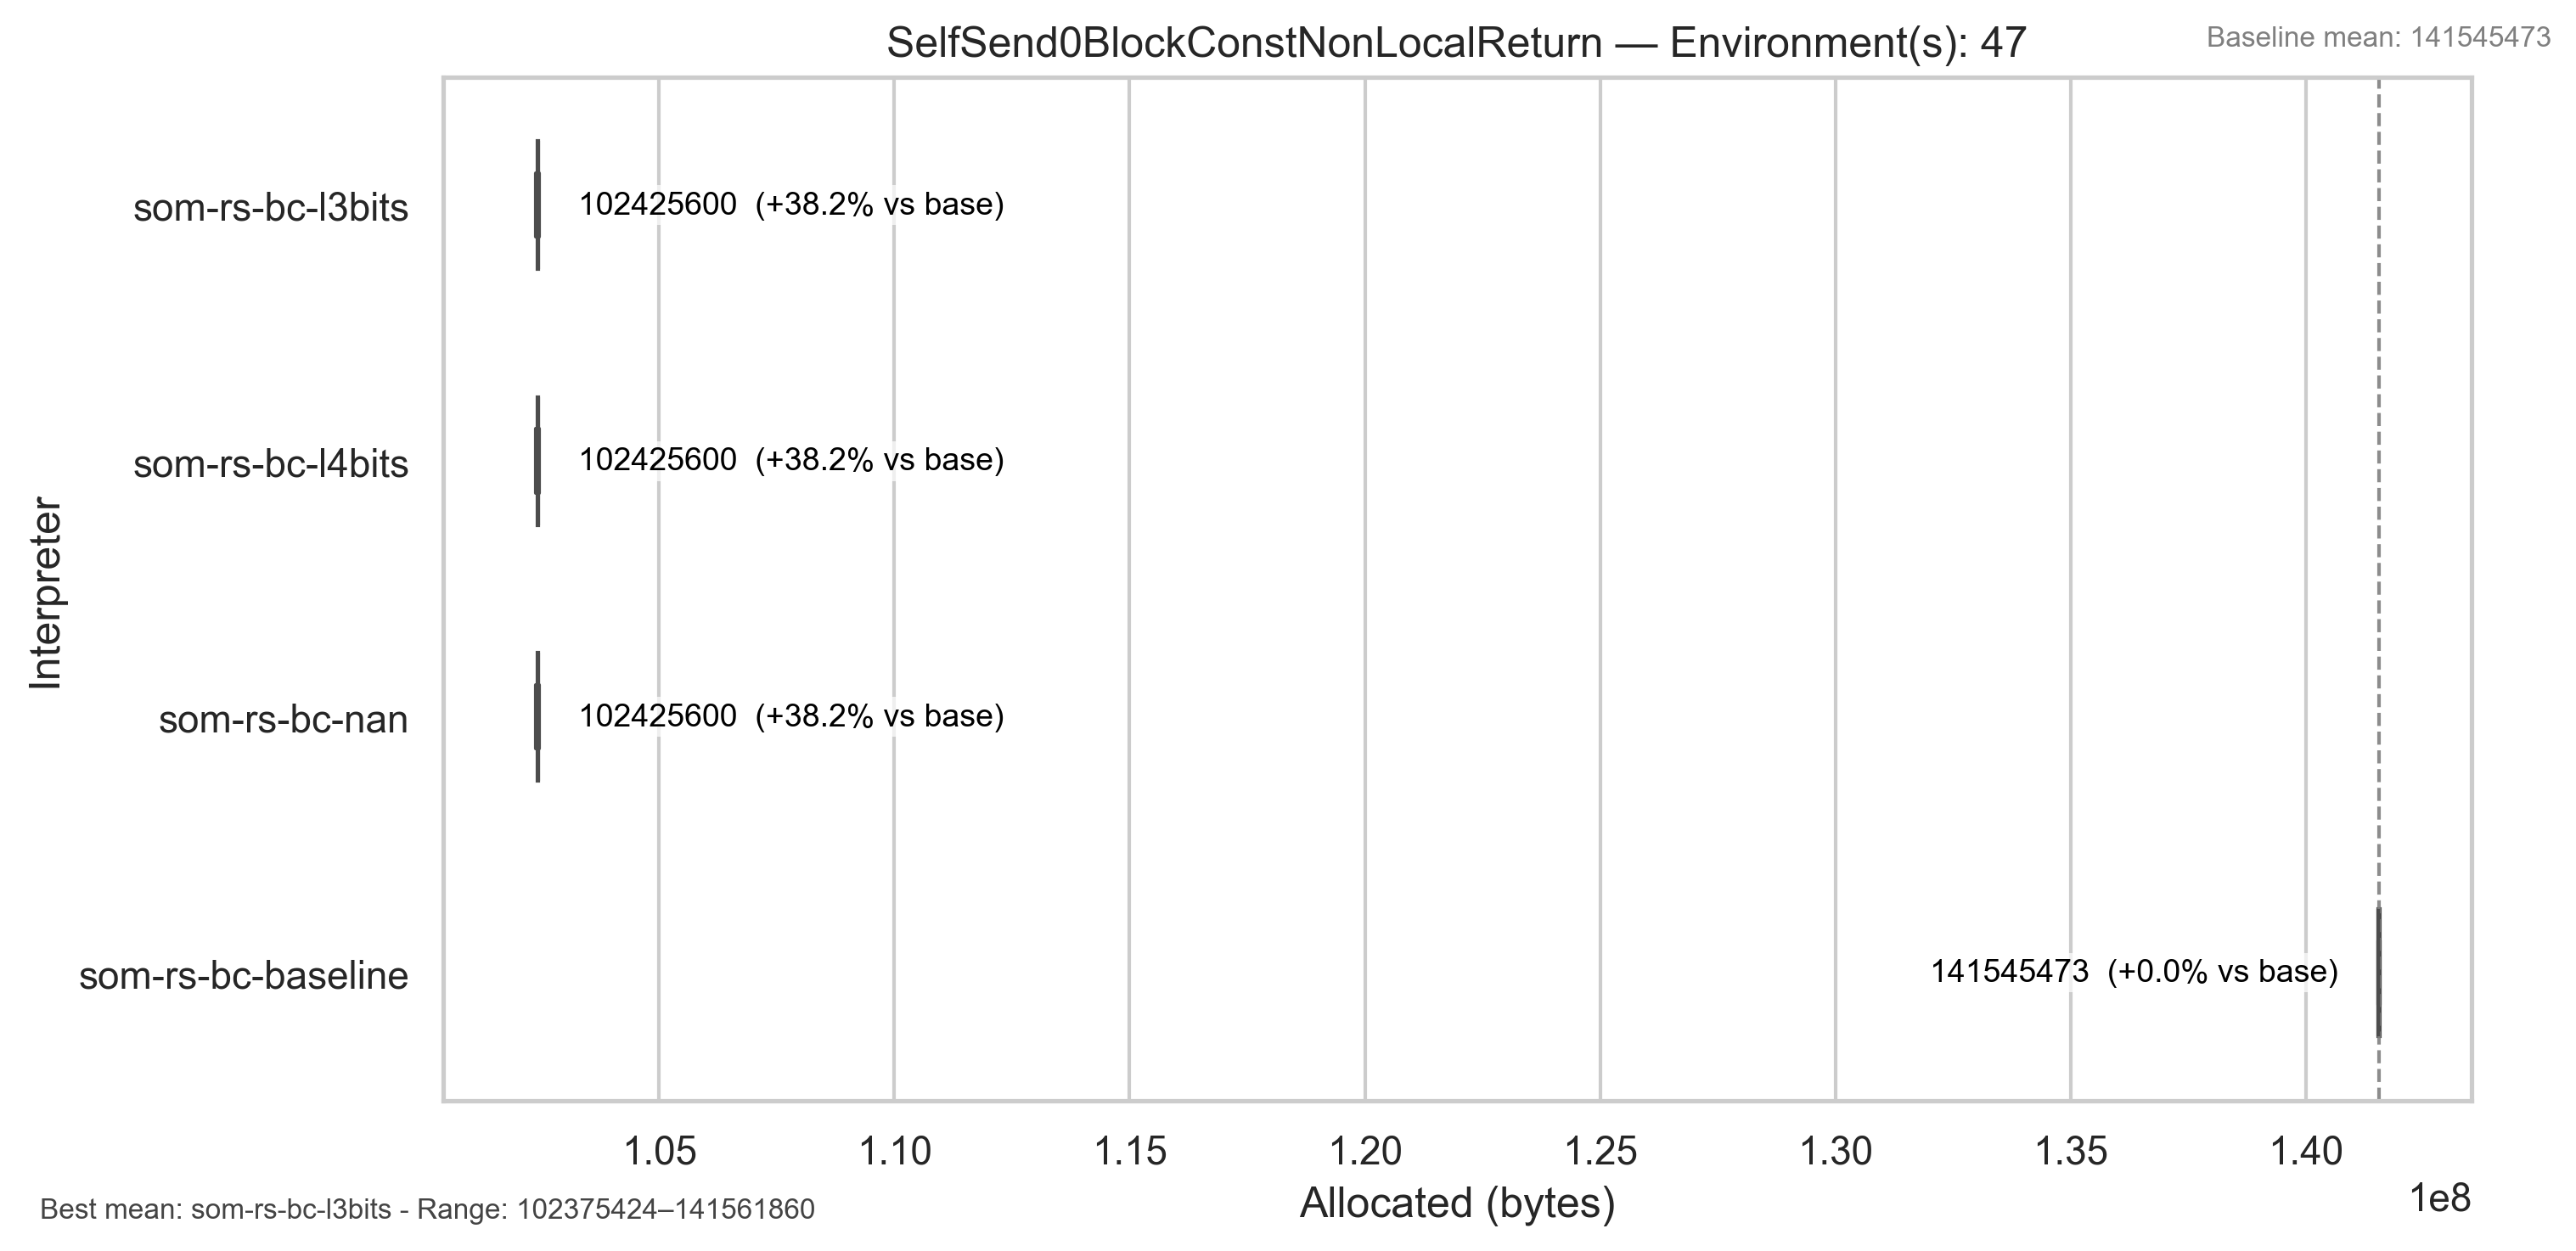 SelfSend0BlockConstNonLocalReturn — Environment(s): 47
Baseline mean: 141545473
Interpreter
som-rs-bc-l3bits
102425600 (+38.2% vs base)
som-rs-bc-l4bits
102425600 (+38.2% vs base)
som-rs-bc-nan
102425600 (+38.2% vs base)
som-rs-bc-baseline
141545473 (+0.0% vs base)
1.05 1.10 1.15 1.20 1.25 1.30 1.35 1.40
1e8
Allocated (bytes)
Best mean: som-rs-bc-l3bits - Range: 102375424–141561860